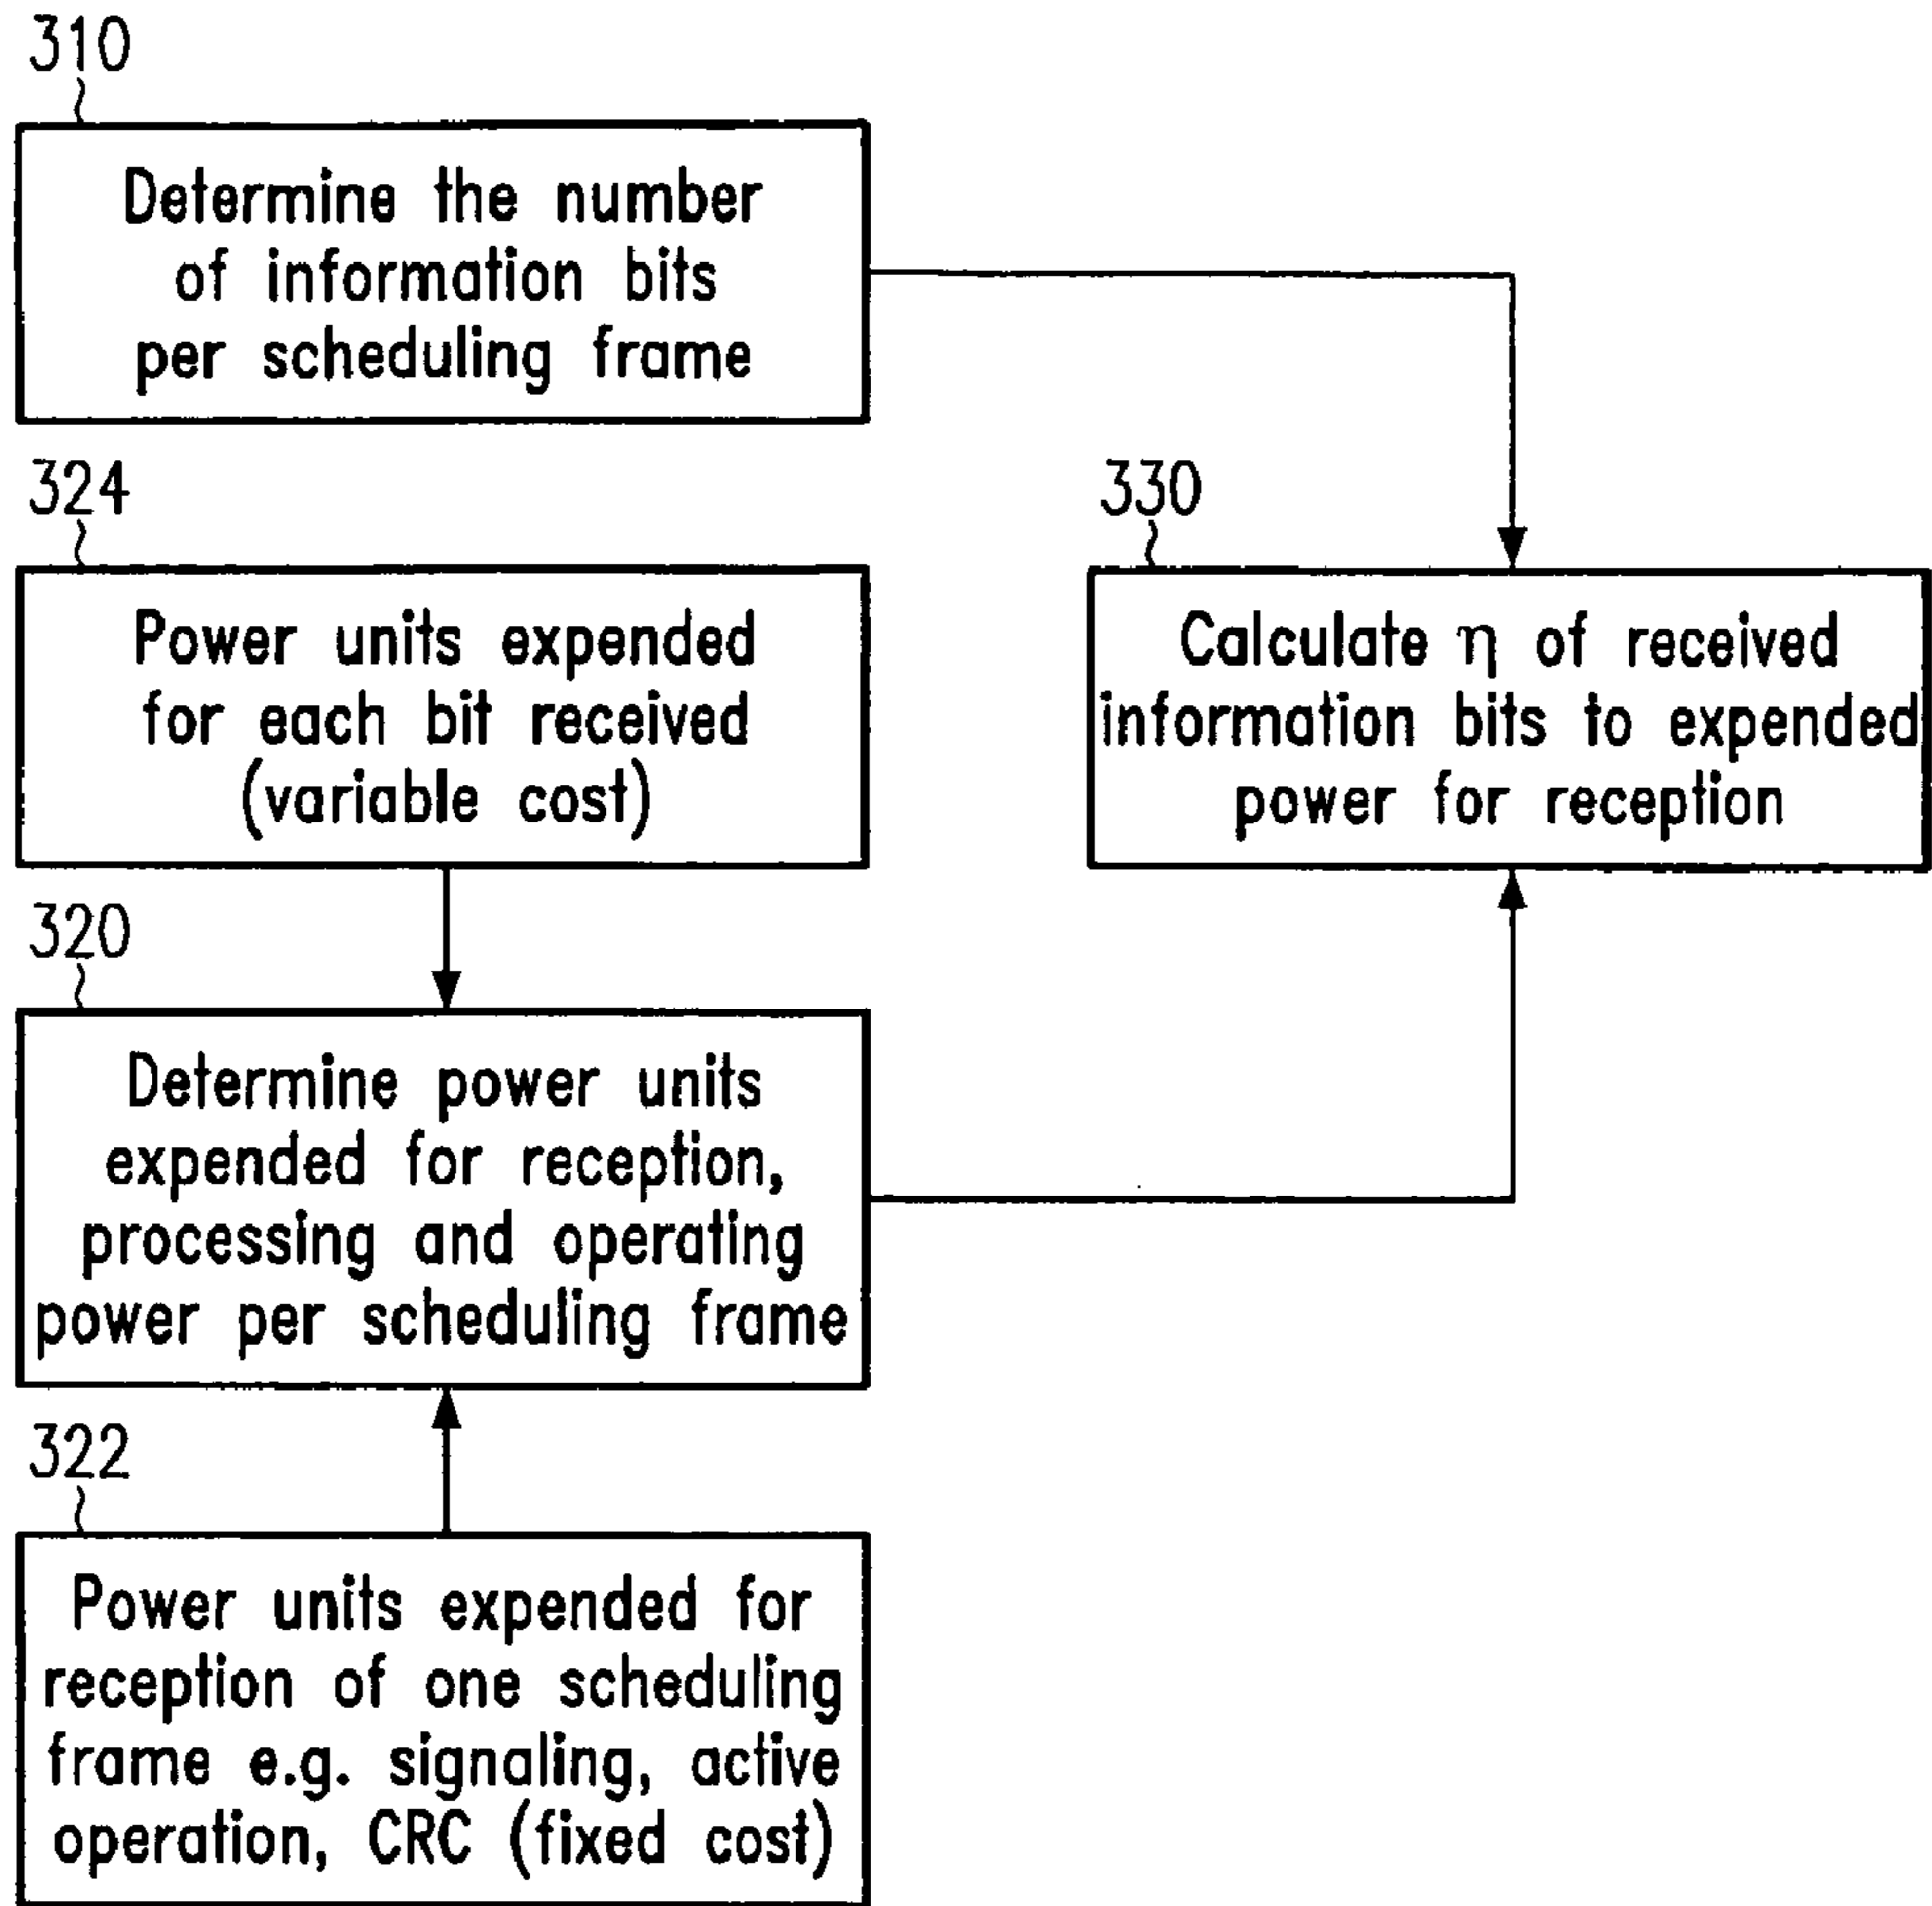 310
Determine the number
of information bits
per scheduling frame
324
Power units expended
for each bit received
(variable cost)
330
Calculate η of received
information bits to expended
power for reception
320
Determine power units
expended for reception,
processing and operating
power per scheduling frame
322
Power units expended for
reception of one scheduling
frame e.g. signaling, active
operation, CRC (fixed cost)